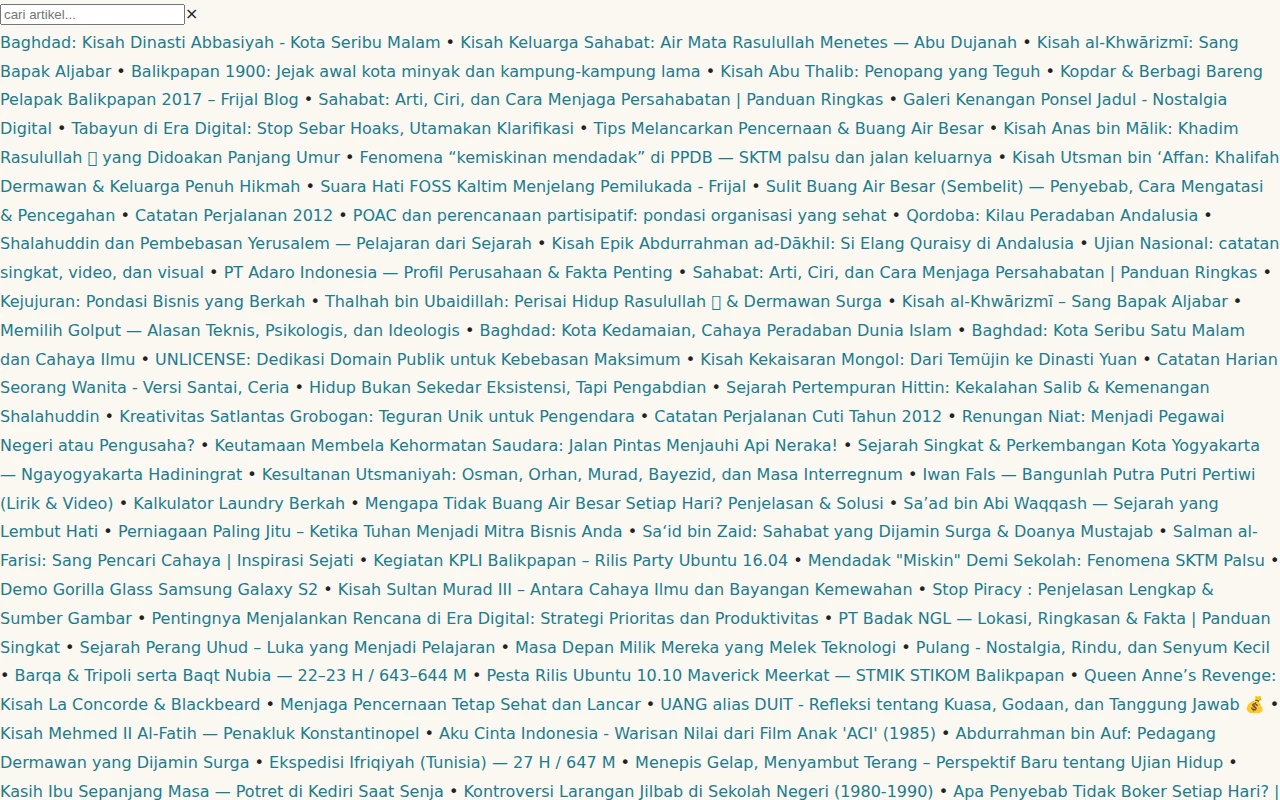 cari artikel... ×
Baghdad: Kisah Dinasti Abbasiyah - Kota Seribu Malam • Kisah Keluarga Sahabat: Air Mata Rasulullah Menetes — Abu Dujanah • Kisah al-Khwārizmī: Sang
Bapak Aljabar • Balikpapan 1900: Jejak awal kota minyak dan kampung-kampung lama • Kisah Abu Thalib: Penopang yang Teguh • Kopdar & Berbagi Bareng
Pelapak Balikpapan 2017 – Frijal Blog • Sahabat: Arti, Ciri, dan Cara Menjaga Persahabatan | Panduan Ringkas • Galeri Kenangan Ponsel Jadul - Nostalgia
Digital • Tabayun di Era Digital: Stop Sebar Hoaks, Utamakan Klarifikasi • Tips Melancarkan Pencernaan & Buang Air Besar • Kisah Anas bin Mālik: Khadim
Rasulullah yang Didoakan Panjang Umur • Fenomena “kemiskinan mendadak” di PPDB — SKTM palsu dan jalan keluarnya • Kisah Utsman bin ‘Affan: Khalifah
Dermawan & Keluarga Penuh Hikmah • Suara Hati FOSS Kaltim Menjelang Pemilukada - Frijal • Sulit Buang Air Besar (Sembelit) — Penyebab, Cara Mengatasi
& Pencegahan • Catatan Perjalanan 2012 • POAC dan perencanaan partisipatif: pondasi organisasi yang sehat • Qordoba: Kilau Peradaban Andalusia •
Shalahuddin dan Pembebasan Yerusalem — Pelajaran dari Sejarah • Kisah Epik Abdurrahman ad-Dākhil: Si Elang Quraisy di Andalusia • Ujian Nasional: catatan
singkat, video, dan visual • PT Adaro Indonesia — Profil Perusahaan & Fakta Penting • Sahabat: Arti, Ciri, dan Cara Menjaga Persahabatan | Panduan Ringkas •
Kejujuran: Pondasi Bisnis yang Berkah • Thalhah bin Ubaidillah: Perisai Hidup Rasulullah & Dermawan Surga • Kisah al-Khwārizmī – Sang Bapak Aljabar •
Memilih Golput — Alasan Teknis, Psikologis, dan Ideologis • Baghdad: Kota Kedamaian, Cahaya Peradaban Dunia Islam • Baghdad: Kota Seribu Satu Malam
dan Cahaya Ilmu • UNLICENSE: Dedikasi Domain Publik untuk Kebebasan Maksimum • Kisah Kekaisaran Mongol: Dari Temüjin ke Dinasti Yuan • Catatan Harian
Seorang Wanita - Versi Santai, Ceria • Hidup Bukan Sekedar Eksistensi, Tapi Pengabdian • Sejarah Pertempuran Hittin: Kekalahan Salib & Kemenangan
Shalahuddin • Kreativitas Satlantas Grobogan: Teguran Unik untuk Pengendara • Catatan Perjalanan Cuti Tahun 2012 • Renungan Niat: Menjadi Pegawai
Negeri atau Pengusaha? • Keutamaan Membela Kehormatan Saudara: Jalan Pintas Menjauhi Api Neraka! • Sejarah Singkat & Perkembangan Kota Yogyakarta
— Ngayogyakarta Hadiningrat • Kesultanan Utsmaniyah: Osman, Orhan, Murad, Bayezid, dan Masa Interregnum • Iwan Fals — Bangunlah Putra Putri Pertiwi
(Lirik & Video) • Kalkulator Laundry Berkah • Mengapa Tidak Buang Air Besar Setiap Hari? Penjelasan & Solusi • Sa’ad bin Abi Waqqash — Sejarah yang
Lembut Hati • Perniagaan Paling Jitu – Ketika Tuhan Menjadi Mitra Bisnis Anda • Sa‘id bin Zaid: Sahabat yang Dijamin Surga & Doanya Mustajab • Salman al-
Farisi: Sang Pencari Cahaya | Inspirasi Sejati • Kegiatan KPLI Balikpapan – Rilis Party Ubuntu 16.04 • Mendadak "Miskin" Demi Sekolah: Fenomena SKTM Palsu •
Demo Gorilla Glass Samsung Galaxy S2 • Kisah Sultan Murad III – Antara Cahaya Ilmu dan Bayangan Kemewahan • Stop Piracy : Penjelasan Lengkap &
Sumber Gambar • Pentingnya Menjalankan Rencana di Era Digital: Strategi Prioritas dan Produktivitas • PT Badak NGL — Lokasi, Ringkasan & Fakta | Panduan
Singkat • Sejarah Perang Uhud – Luka yang Menjadi Pelajaran • Masa Depan Milik Mereka yang Melek Teknologi • Pulang - Nostalgia, Rindu, dan Senyum Kecil
• Barqa & Tripoli serta Baqt Nubia — 22–23 H / 643–644 M • Pesta Rilis Ubuntu 10.10 Maverick Meerkat — STMIK STIKOM Balikpapan • Queen Anne’s Revenge:
Kisah La Concorde & Blackbeard • Menjaga Pencernaan Tetap Sehat dan Lancar • UANG alias DUIT - Refleksi tentang Kuasa, Godaan, dan Tanggung Jawab 💰 •
Kisah Mehmed II Al-Fatih — Penakluk Konstantinopel • Aku Cinta Indonesia - Warisan Nilai dari Film Anak 'ACI' (1985) • Abdurrahman bin Auf: Pedagang
Dermawan yang Dijamin Surga • Ekspedisi Ifriqiyah (Tunisia) — 27 H / 647 M • Menepis Gelap, Menyambut Terang – Perspektif Baru tentang Ujian Hidup •
Kasih Ibu Sepanjang Masa — Potret di Kediri Saat Senja • Kontroversi Larangan Jilbab di Sekolah Negeri (1980-1990) • Apa Penyebab Tidak Boker Setiap Hari? |